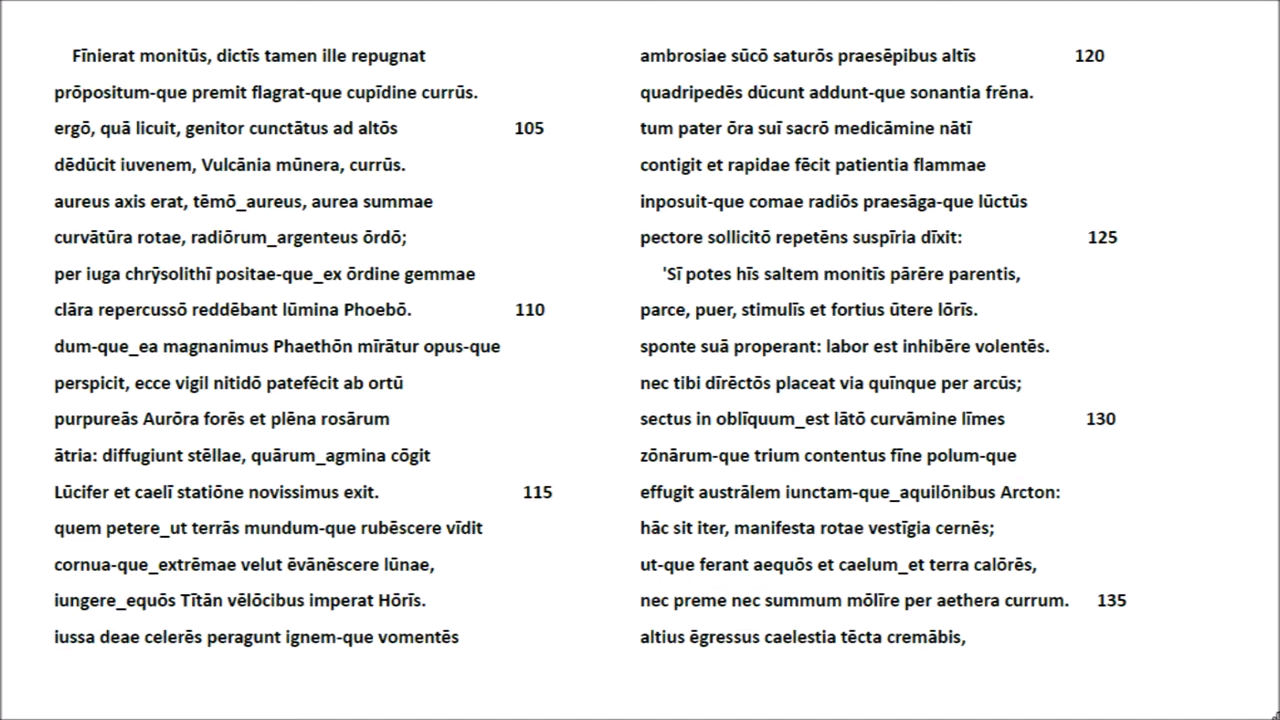 Fīnierat monitūs, dictīs tamen ille repugnat
prōpositum-que premit flagrat-que cupīdine currūs.
ergō, quā licuit, genitor cunctātus ad altōs 105
dēdūcit iuvenem, Vulcānia mūnera, currūs.
aureus axis erat, tēmō_aureus, aurea summae
curvātūra rotae, radiōrum_argenteus ōrdō;
per iuga chrȳsolithī positae-que_ex ōrdine gemmae
clāra repercussō reddēbant lūmina Phoebō. 110
dum-que_ea magnanimus Phaethōn mīrātur opus-que
perspicit, ecce vigil nitidō patefēcit ab ortū
purpureās Aurōra forēs et plēna rosārum
ātria: diffugiunt stēllae, quārum_agmina cōgit
Lūcifer et caelī statiōne novissimus exit. 115
quem petere_ut terrās mundum-que rubēscere vīdit
cornua-que_extrēmae velut ēvānēscere lūnae,
iungere_equōs Tītān vēlōcibus imperat Hōrīs.
iussa deae celerēs peragunt ignem-que vomentēs
ambrosiae sūcō saturōs praesēpibus altīs 120
quadripedēs dūcunt addunt-que sonantia frēna.
tum pater ōra suī sacrō medicāmine nātī
contigit et rapidae fēcit patientia flammae
inposuit-que comae radiōs praesāga-que lūctūs
pectore sollicitō repetēns suspīria dīxit: 125
'Sī potes hīs saltem monitīs pārēre parentis,
parce, puer, stimulīs et fortius ūtere lōrīs.
sponte suā properant: labor est inhibēre volentēs.
nec tibi dīrēctōs placeat via quīnque per arcūs;
sectus in oblīquum_est lātō curvāmine līmes 130
zōnārum-que trium contentus fīne polum-que
effugit austrālem iunctam-que_aquilōnibus Arcton:
hāc sit iter, manifesta rotae vestīgia cernēs;
ut-que ferant aequōs et caelum_et terra calōrēs,
nec preme nec summum mōlīre per aethera currum. 135
altius ēgressus caelestia tēcta cremābis,